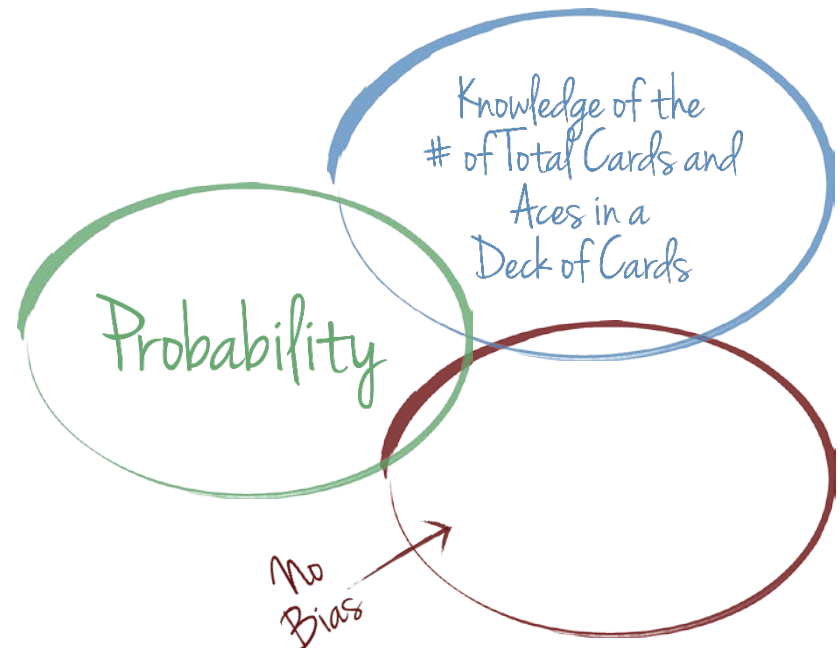 Knowledge of the
# of Total Cards and
Aces in a
Deck of Cards
Probability
No
Bias